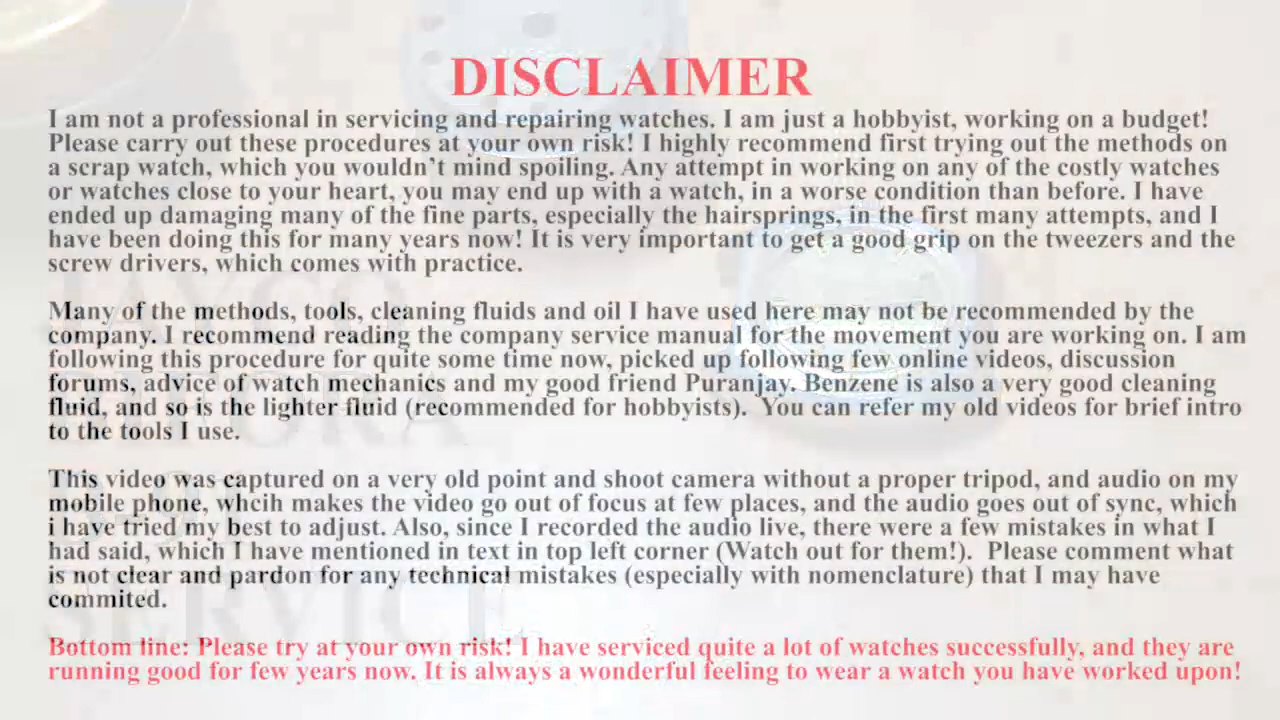 DISCLAIMER
I am not a professional in servicing and repairing watches. I am just a hobbyist, working on a budget!
Please carry out these procedures at your own risk! I highly recommend first trying out the methods on
a scrap watch, which you wouldn't mind spoiling. Any attempt in working on any of the costly watches
or watches close to your heart, you may end up with a watch, in a worse condition than before. I have
ended up damaging many of the fine parts, especially the hairsprings, in the first many attempts, and I
have been doing this for many years now! It is very important to get a good grip on the tweezers and the
screw drivers, which comes with practice.
Many of the methods, tools, cleaning fluids and oil I have used here may not be recommended by the
company. I recommend reading the company service manual for the movement you are working on. I am
following this procedure for quite some time now, picked up following few online videos, discussion
forums, advice of watch mechanics and my good friend Puranjay. Benzene is also a very good cleaning
fluid, and so is the lighter fluid (recommended for hobbyists).  You can refer my old videos for brief intro
to the tools I use.
This video was captured on a very old point and shoot camera without a proper tripod, and audio on my
mobile phone, whcih makes the video go out of focus at few places, and the audio goes out of sync, which
i have tried my best to adjust. Also, since I recorded the audio live, there were a few mistakes in what I
had said, which I have mentioned in text in top left corner (Watch out for them!).  Please comment what
is not clear and pardon for any technical mistakes (especially with nomenclature) that I may have
commited.
Bottom line: Please try at your own risk! I have serviced quite a lot of watches successfully, and they are
running good for few years now. It is always a wonderful feeling to wear a watch you have worked upon!
SERVICE